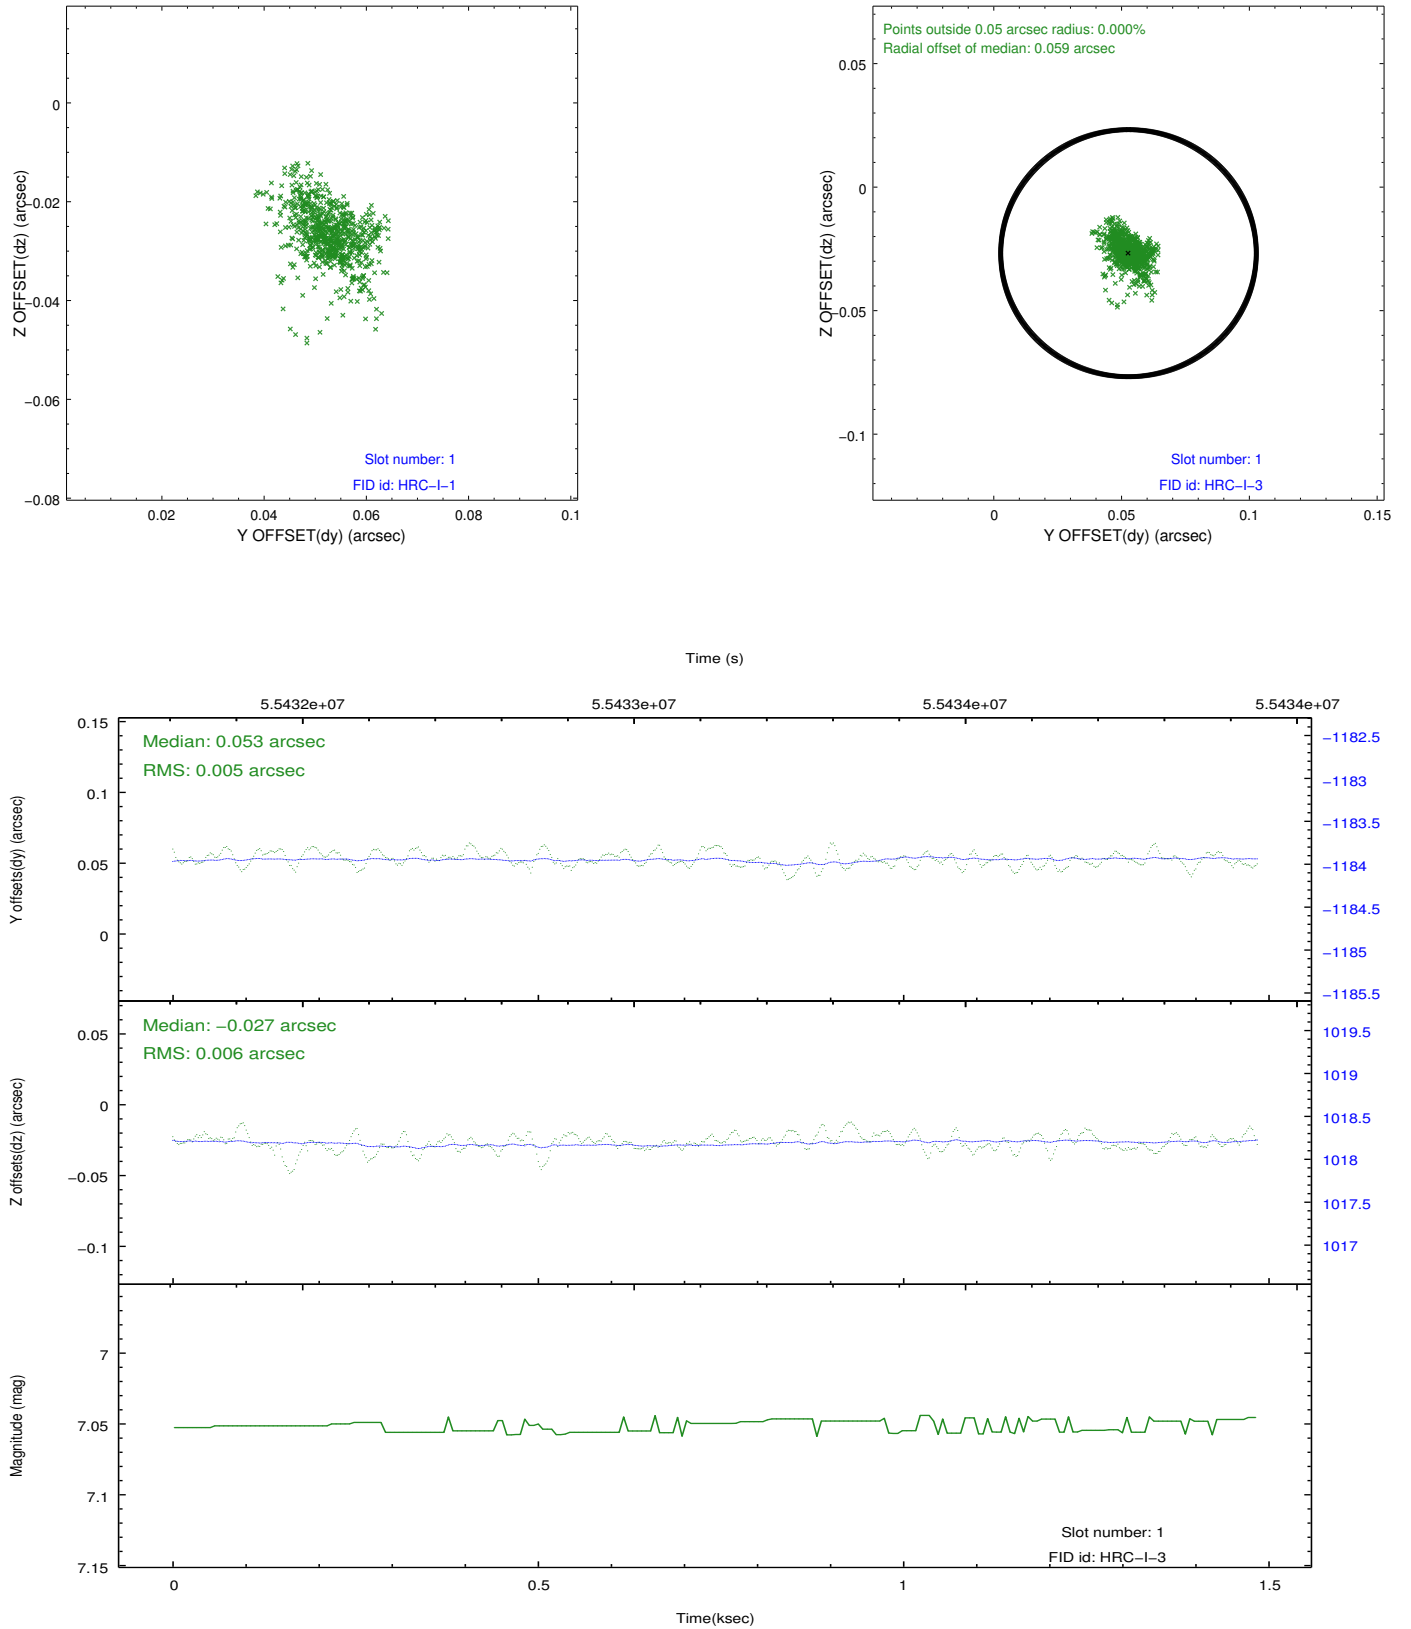 0
−0.02
−0.04
−0.06
−0.08
Z OFFSET(dz) (arcsec)
Slot number: 1
FID id: HRC−I−1
0.02 0.04 0.06 0.08 0.1
Y OFFSET(dy) (arcsec)
Points outside 0.05 arcsec radius: 0.000%
Radial offset of median: 0.059 arcsec
0.05
0
−0.05
−0.1
Z OFFSET(dz) (arcsec)
Slot number: 1
FID id: HRC−I−3
0 0.05 0.1 0.15
Y OFFSET(dy) (arcsec)
Time (s)
5.5432e+07 5.5433e+07 5.5434e+07 5.5434e+07
Median: 0.053 arcsec
RMS: 0.005 arcsec
0.15
0.1
0.05
0
Y offsets(dy) (arcsec)
−1182.5
−1183
−1183.5
−1184
−1184.5
−1185
−1185.5
Median: −0.027 arcsec
RMS: 0.006 arcsec
0.05
0
−0.05
−0.1
Z offsets(dz) (arcsec)
1019.5
1019
1018.5
1018
1017.5
1017
7
7.05
7.1
7.15
Magnitude (mag)
Slot number: 1
FID id: HRC−I−3
0 0.5 1 1.5
Time(ksec)